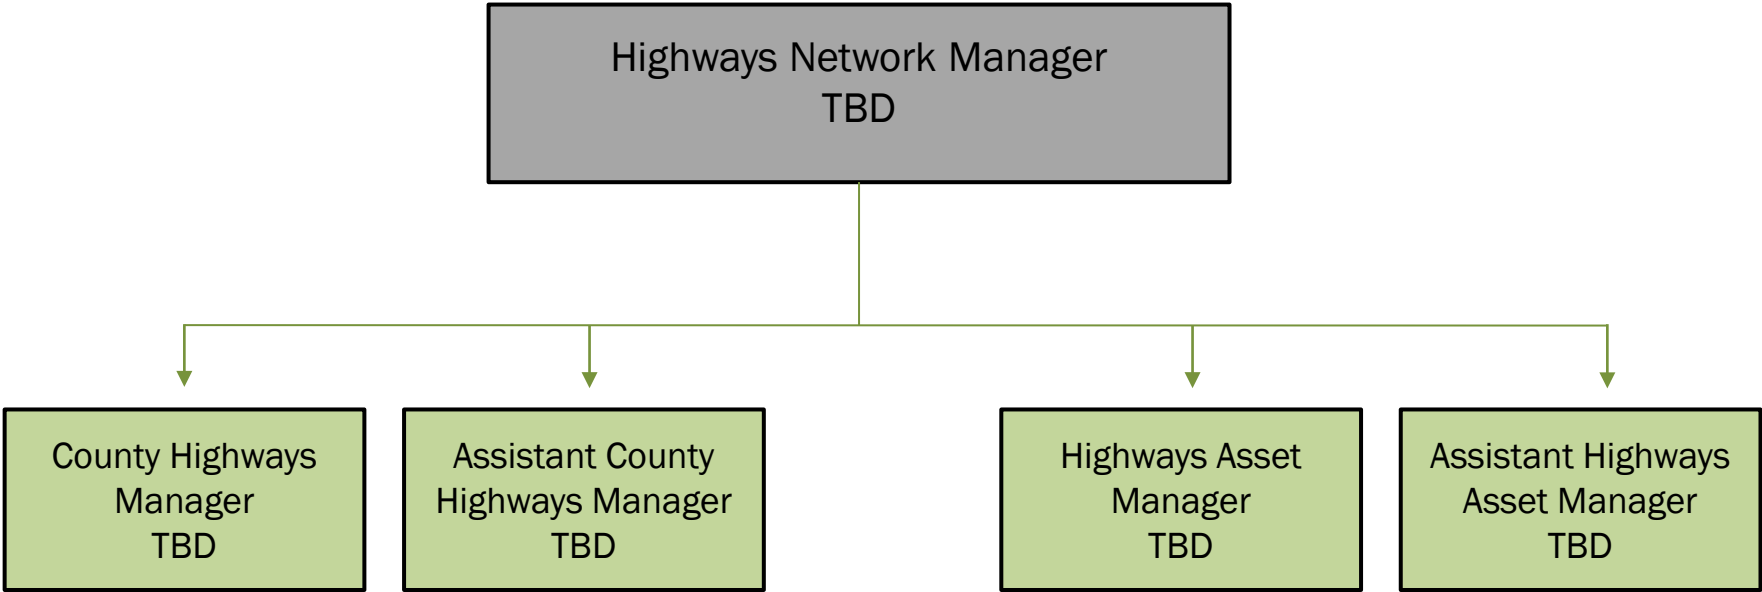 Highways Network Manager
TBD
County Highways
Manager
TBD
Assistant County
Highways Manager
TBD
Highways Asset
Manager
TBD
Assistant Highways
Asset Manager
TBD